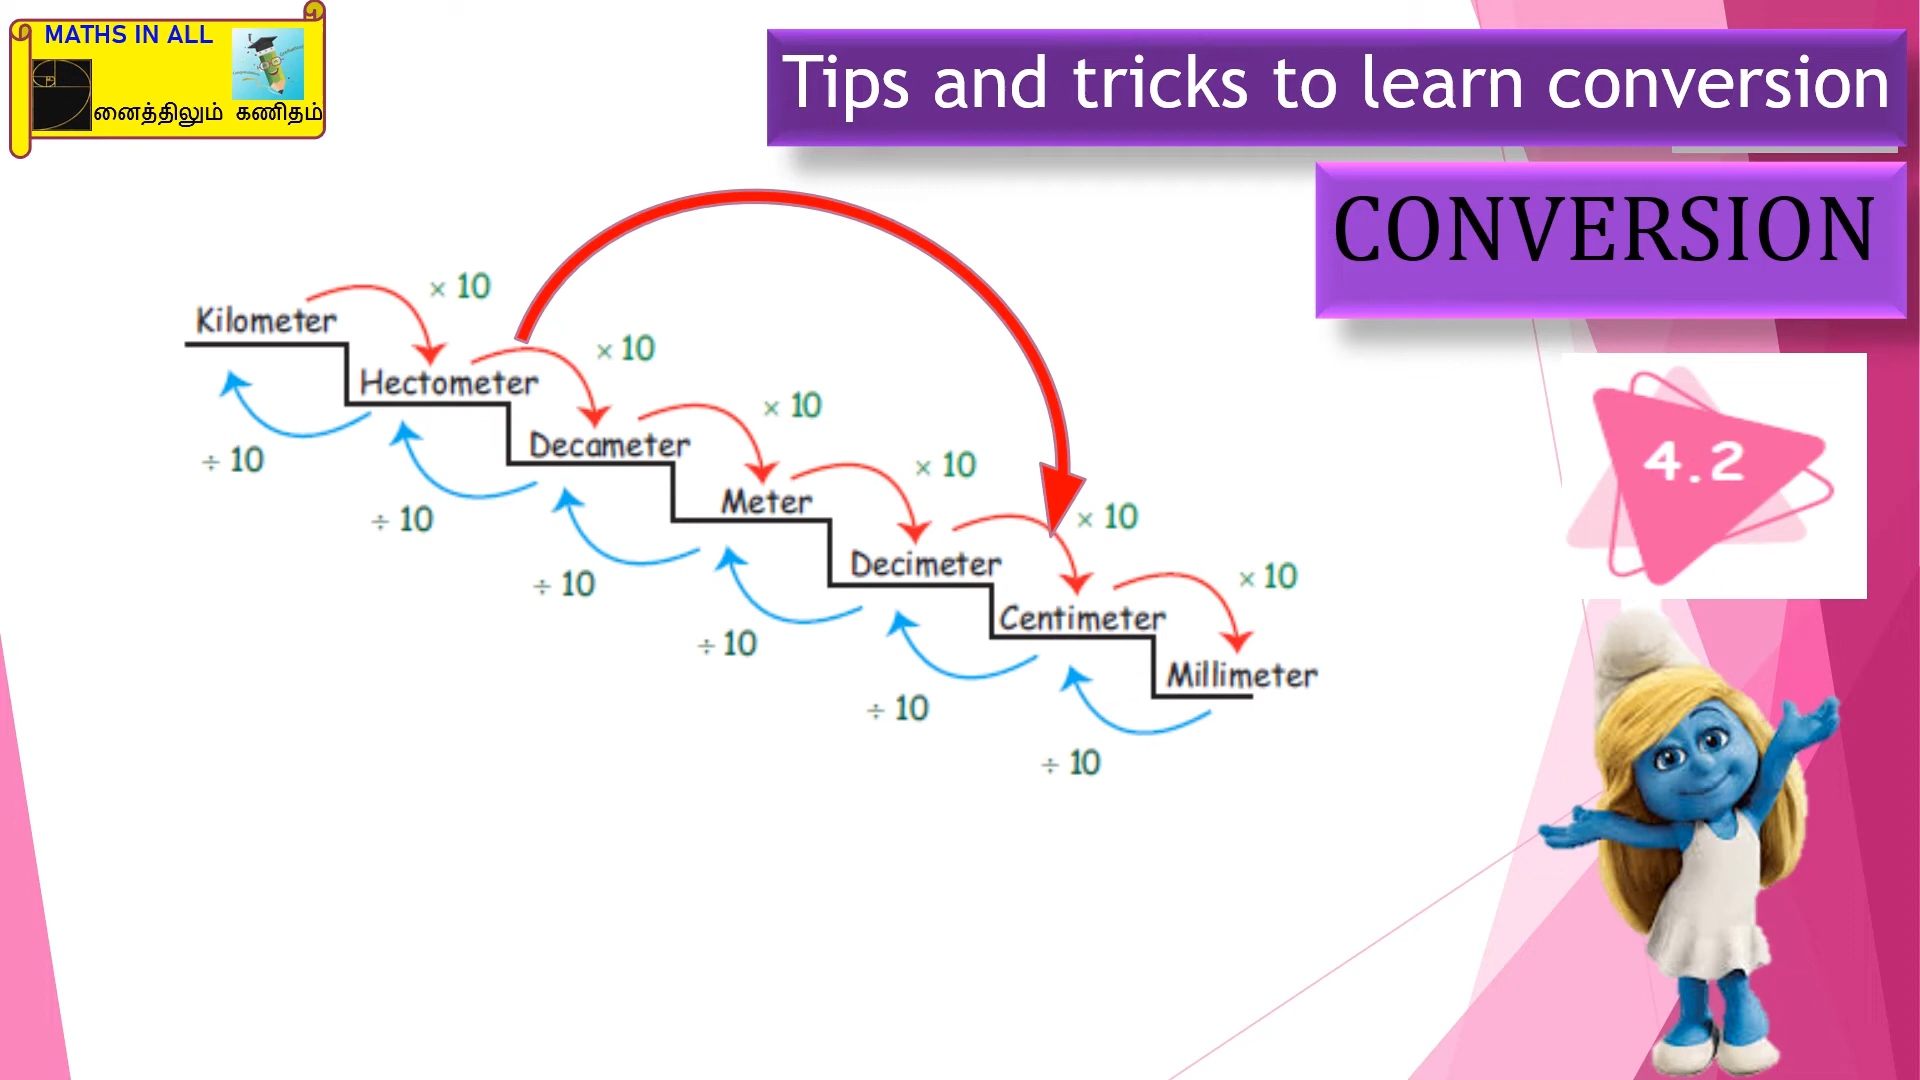 MATHS IN ALL
னைத்திலும் கணிதம்
Tips and tricks to learn conversion
CONVERSION
Kilometer
× 10
Hectometer
× 10
Decameter
× 10
Meter
× 10
Decimeter
× 10
Centimeter
× 10
Millimeter
÷ 10
÷ 10
÷ 10
÷ 10
÷ 10
÷ 10
4.2